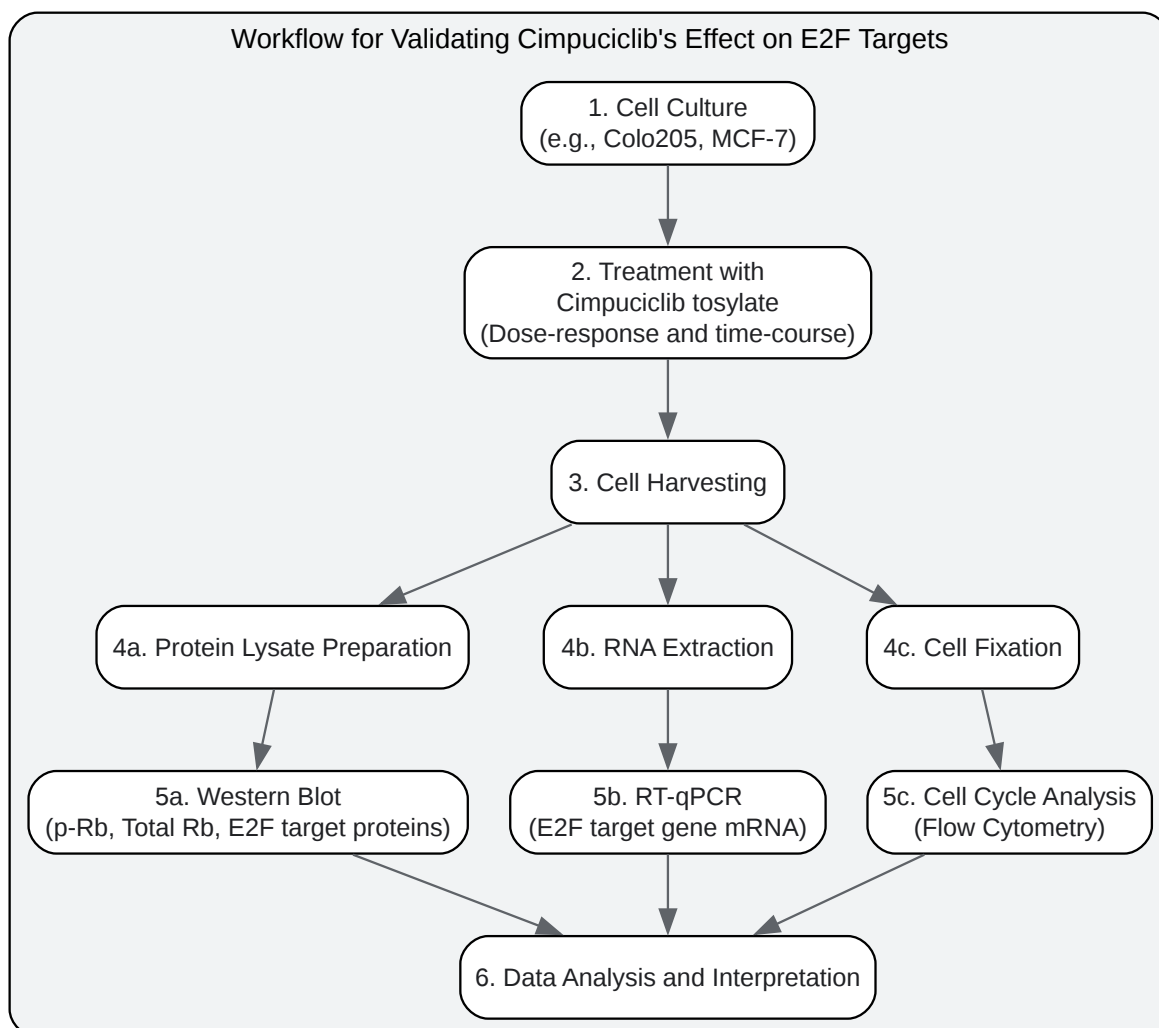 Workflow for Validating Cimpuciclib's Effect on E2F Targets
1. Cell Culture
(e.g., Colo205, MCF-7)
2. Treatment with
Cimpuciclib tosylate
(Dose-response and time-course)
3. Cell Harvesting
4a. Protein Lysate Preparation
4b. RNA Extraction
4c. Cell Fixation
5a. Western Blot
(p-Rb, Total Rb, E2F target proteins)
5b. RT-qPCR
(E2F target gene mRNA)
5c. Cell Cycle Analysis
(Flow Cytometry)
6. Data Analysis and Interpretation